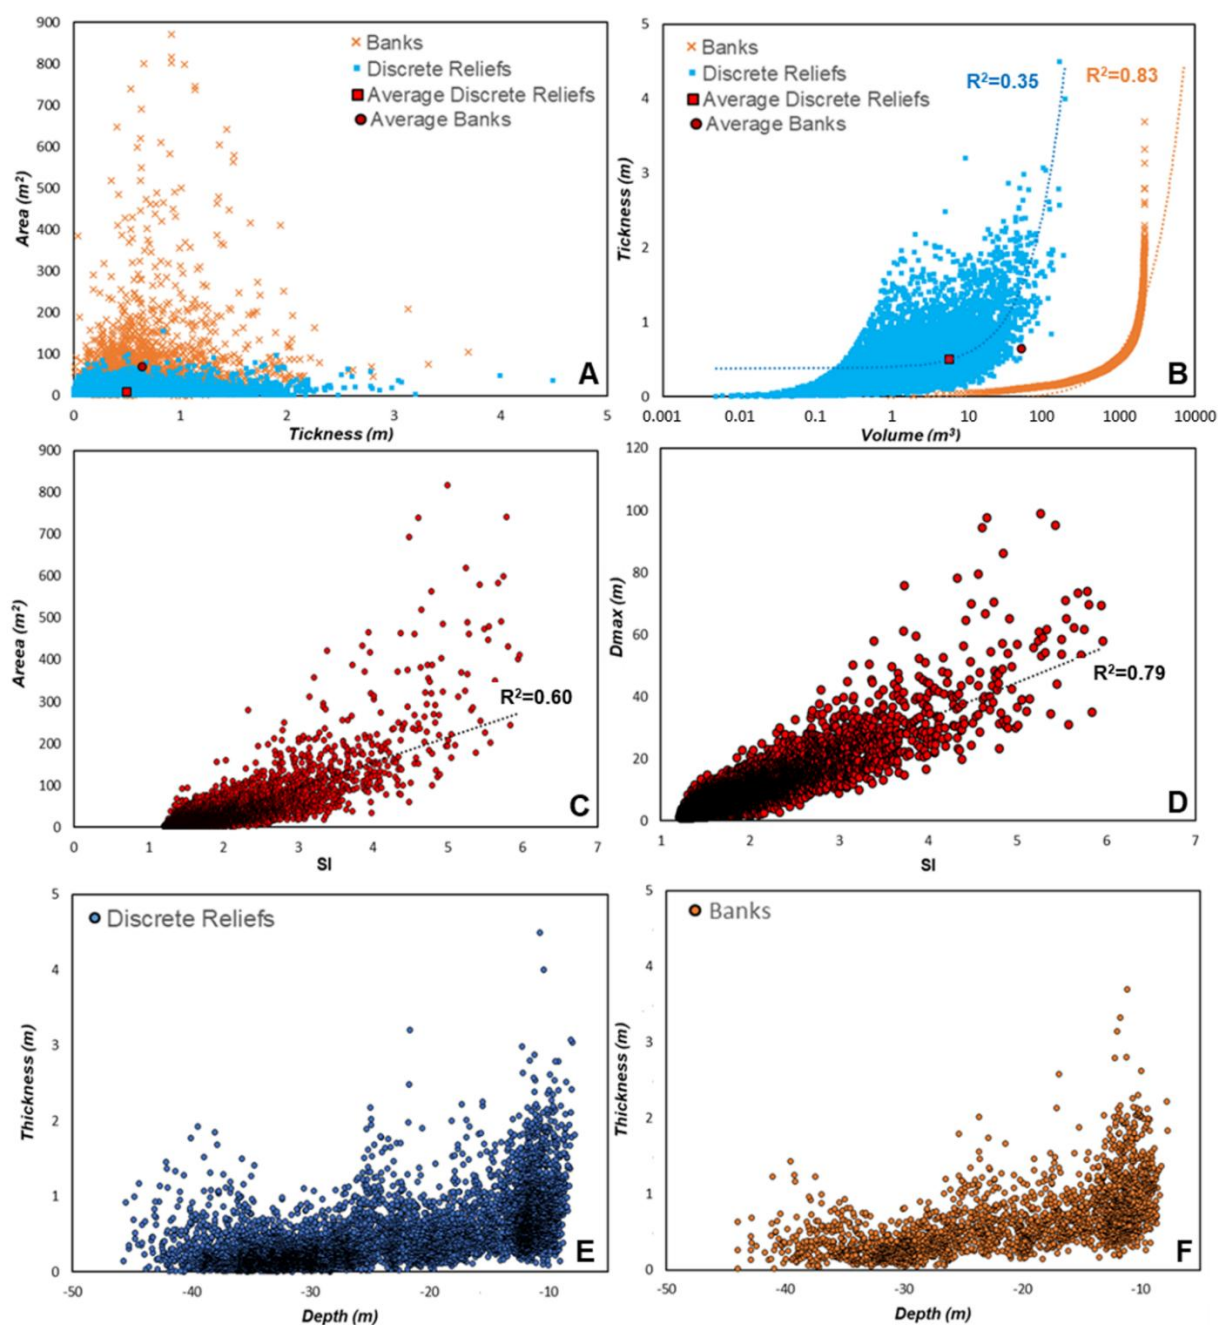 900
800
700
600
500
400
300
200
100
0
Area (m²)
Banks
Discrete Reliefs
Average Discrete Reliefs
Average Banks
A
0 1 2 3 4 5
Tickness (m)
5
4
3
2
1
0
Tickness (m)
Banks
Discrete Reliefs
Average Discrete Reliefs
Average Banks
R²=0.35
R²=0.83
B
0.001 0.01 0.1 1 10 100 1000 10000
Volume (m³)
900
800
700
600
500
400
300
200
100
0
Areea (m²)
R²=0.60
C
0 1 2 3 4 5 6 7
SI
120
100
80
60
40
20
0
Dmax (m)
R²=0.79
D
1 2 3 4 5 6 7
SI
5
4
3
2
1
0
Thickness (m)
Discrete Reliefs
E
-50 -40 -30 -20 -10
Depth (m)
5
4
3
2
1
0
Thickness (m)
Banks
F
-50 -40 -30 -20 -10
Depth (m)